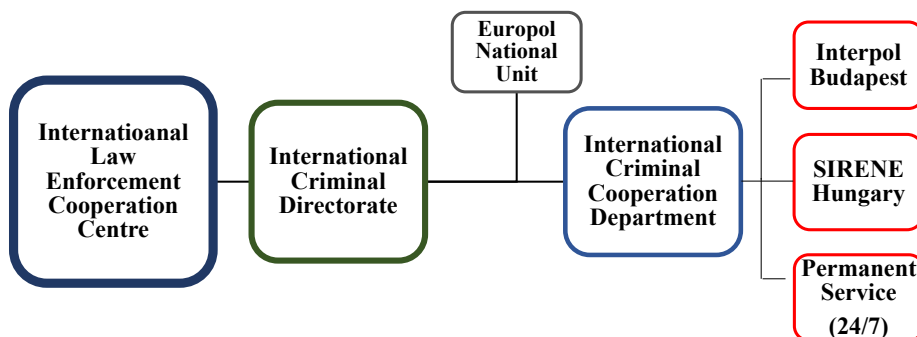 Europol
National
Unit
Internatioanal
Law
Enforcement
Cooperation
Centre
International
Criminal
Directorate
International
Criminal
Cooperation
Department
Interpol
Budapest
SIRENE
Hungary
Permanent
Service
(24/7)